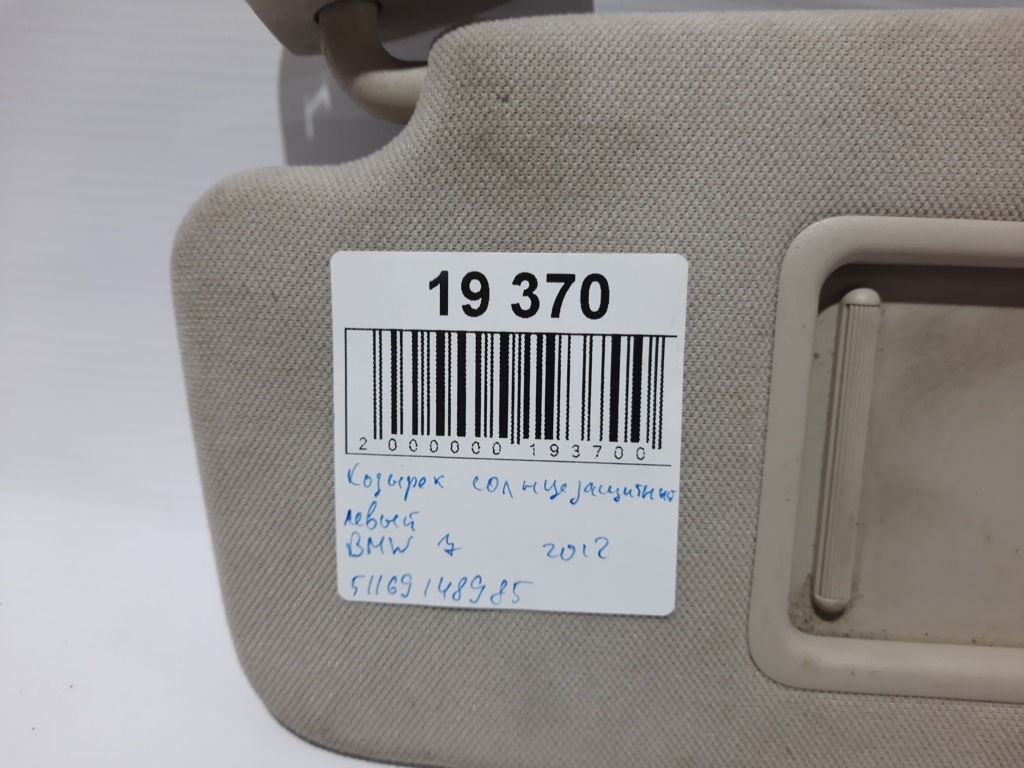 19 370
2 000000 193700
Козырек солнцезащитный
левый
BMW 7 2012
51169148985